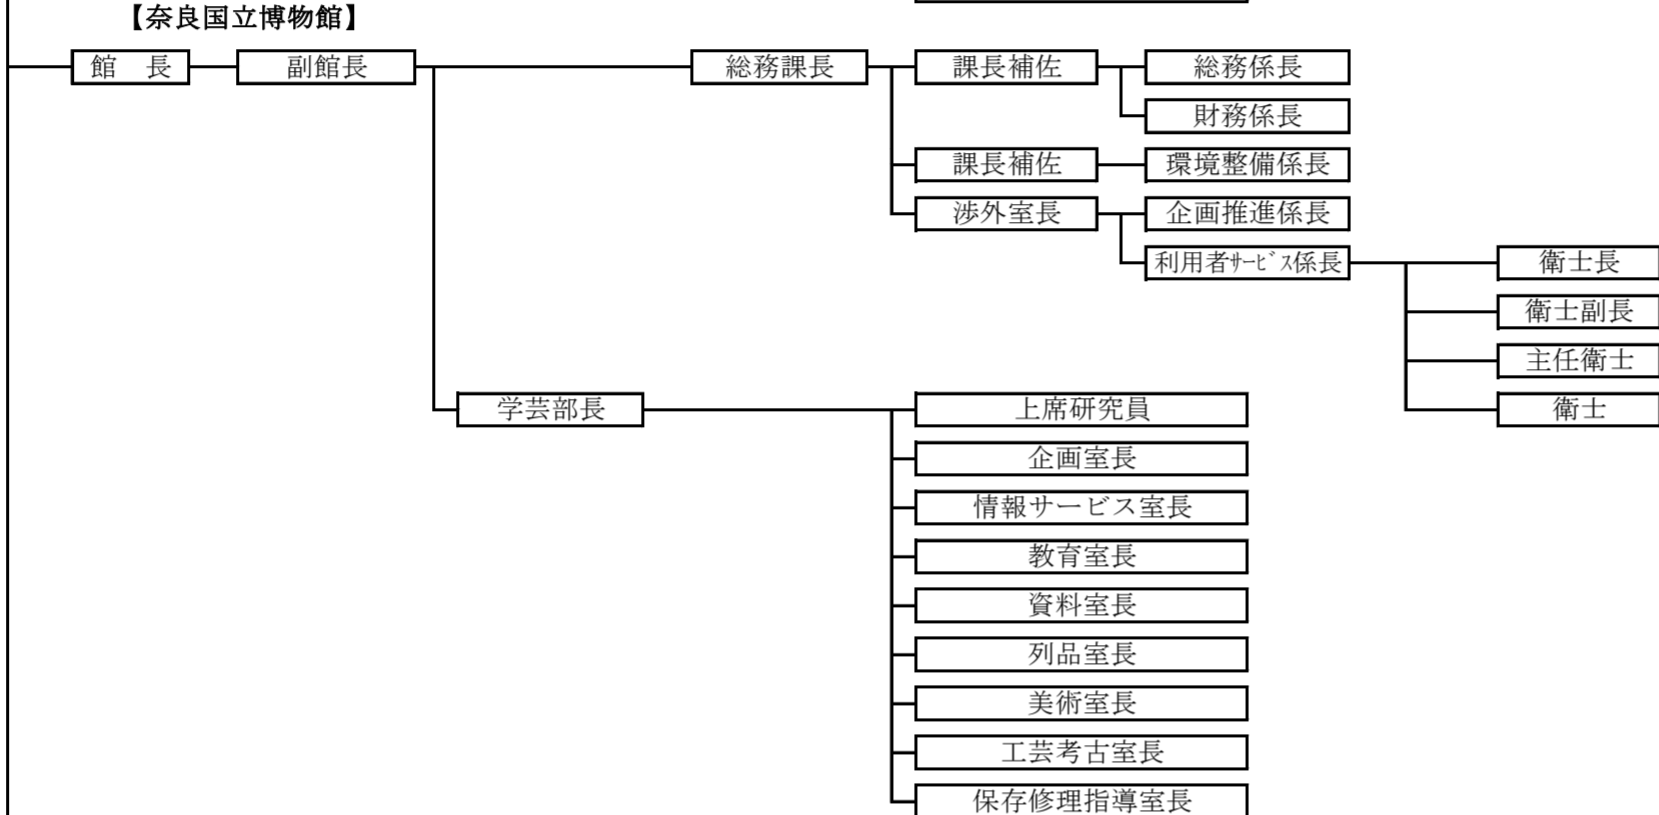 【奈良国立博物館】
館　長 副館長 総務課長 課長補佐 総務係長
財務係長
課長補佐 環境整備係長
渉外室長 企画推進係長
利用者ｻｰﾋﾞｽ係長 衛士長
衛士副長
主任衛士
学芸部長 上席研究員 衛士
企画室長
情報サービス室長
教育室長
資料室長
列品室長
美術室長
工芸考古室長
保存修理指導室長